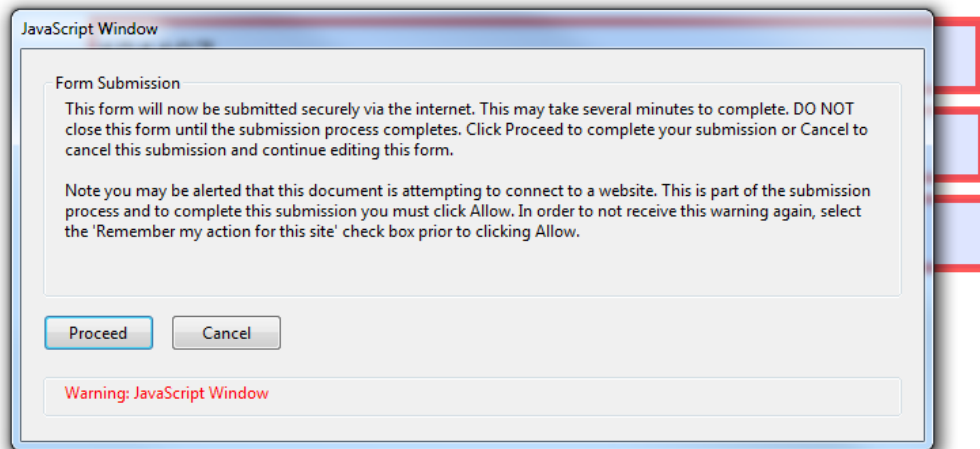 JavaScript Window
Form Submission
This form will now be submitted securely via the internet. This may take several minutes to complete. DO NOT
close this form until the submission process completes. Click Proceed to complete your submission or Cancel to
cancel this submission and continue editing this form.
Note you may be alerted that this document is attempting to connect to a website. This is part of the submission
process and to complete this submission you must click Allow. In order to not receive this warning again, select
the 'Remember my action for this site' check box prior to clicking Allow.
Proceed Cancel
Warning: JavaScript Window